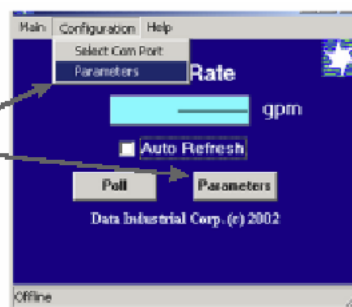 Main Configuration Help
Select Com Port
Parameters
Rate
gpm
Auto Refresh
Poll Parameters
Data Industrial Corp. (c) 2002
Offline